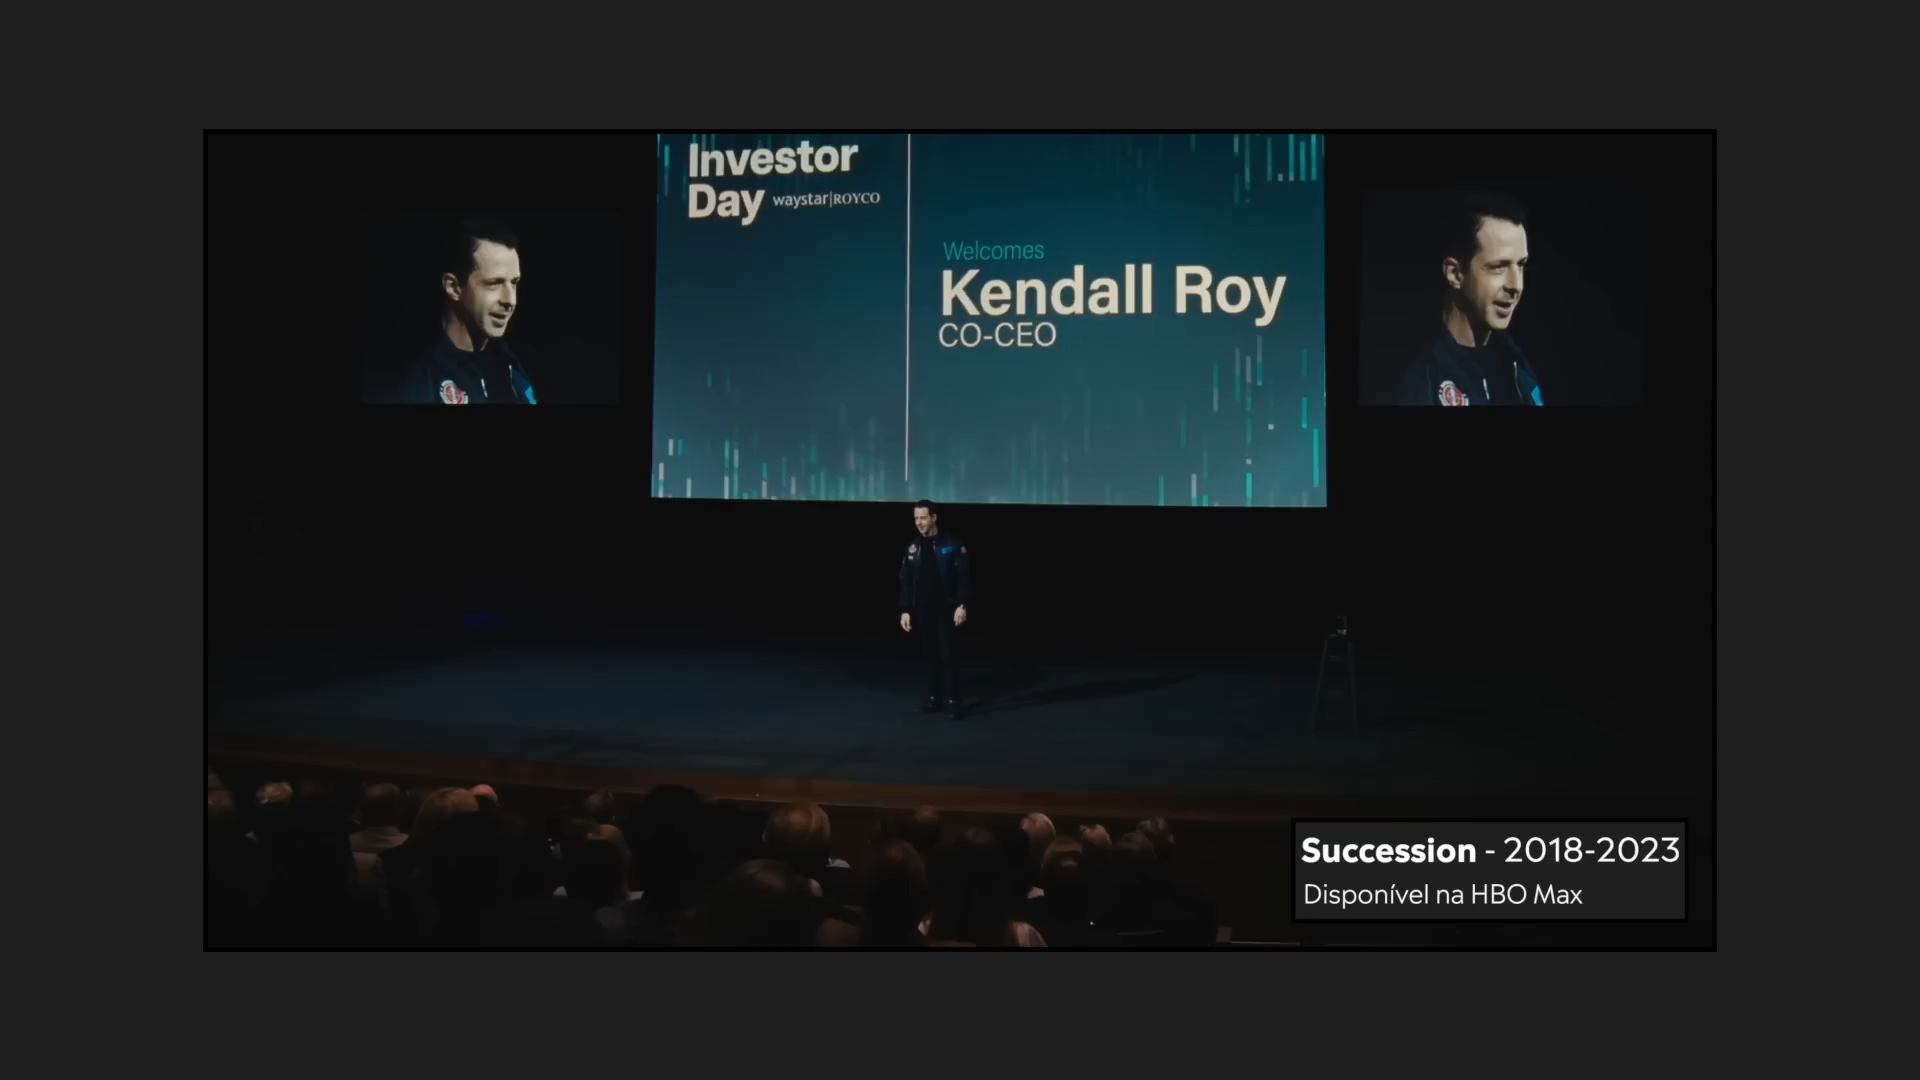 Investor
Day waystar|ROYCO
Welcomes
Kendall Roy
CO-CEO
Succession - 2018-2023
Disponível na HBO Max